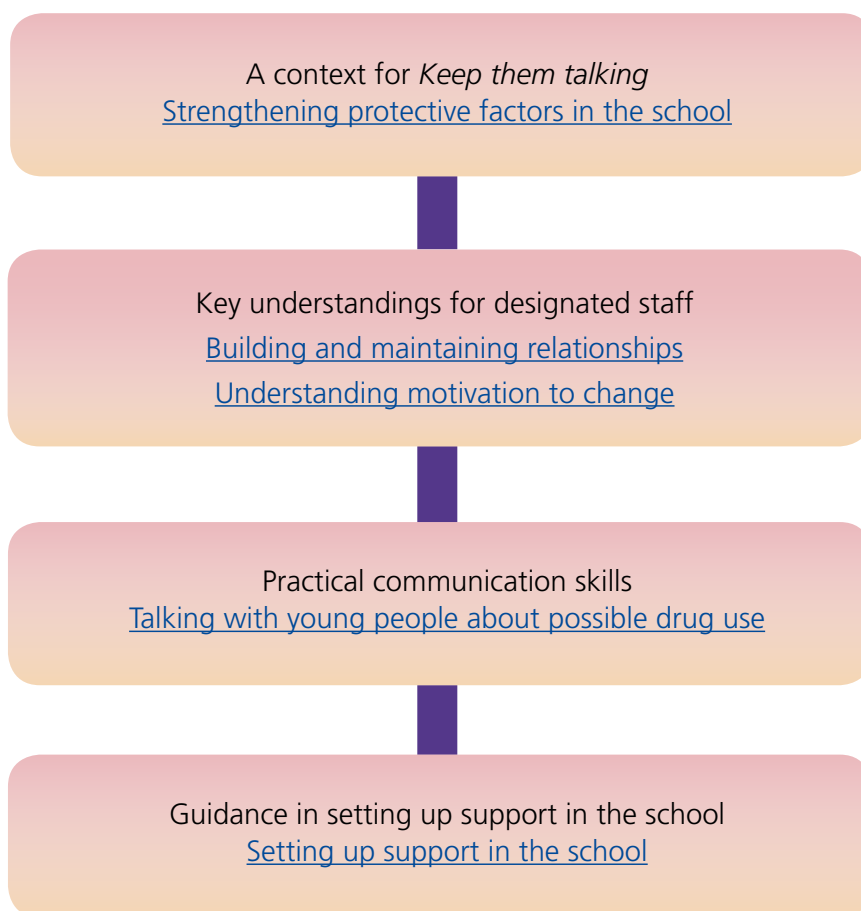 A context for Keep them talking
Strengthening protective factors in the school
Key understandings for designated staff
Building and maintaining relationships
Understanding motivation to change
Practical communication skills
Talking with young people about possible drug use
Guidance in setting up support in the school
Setting up support in the school